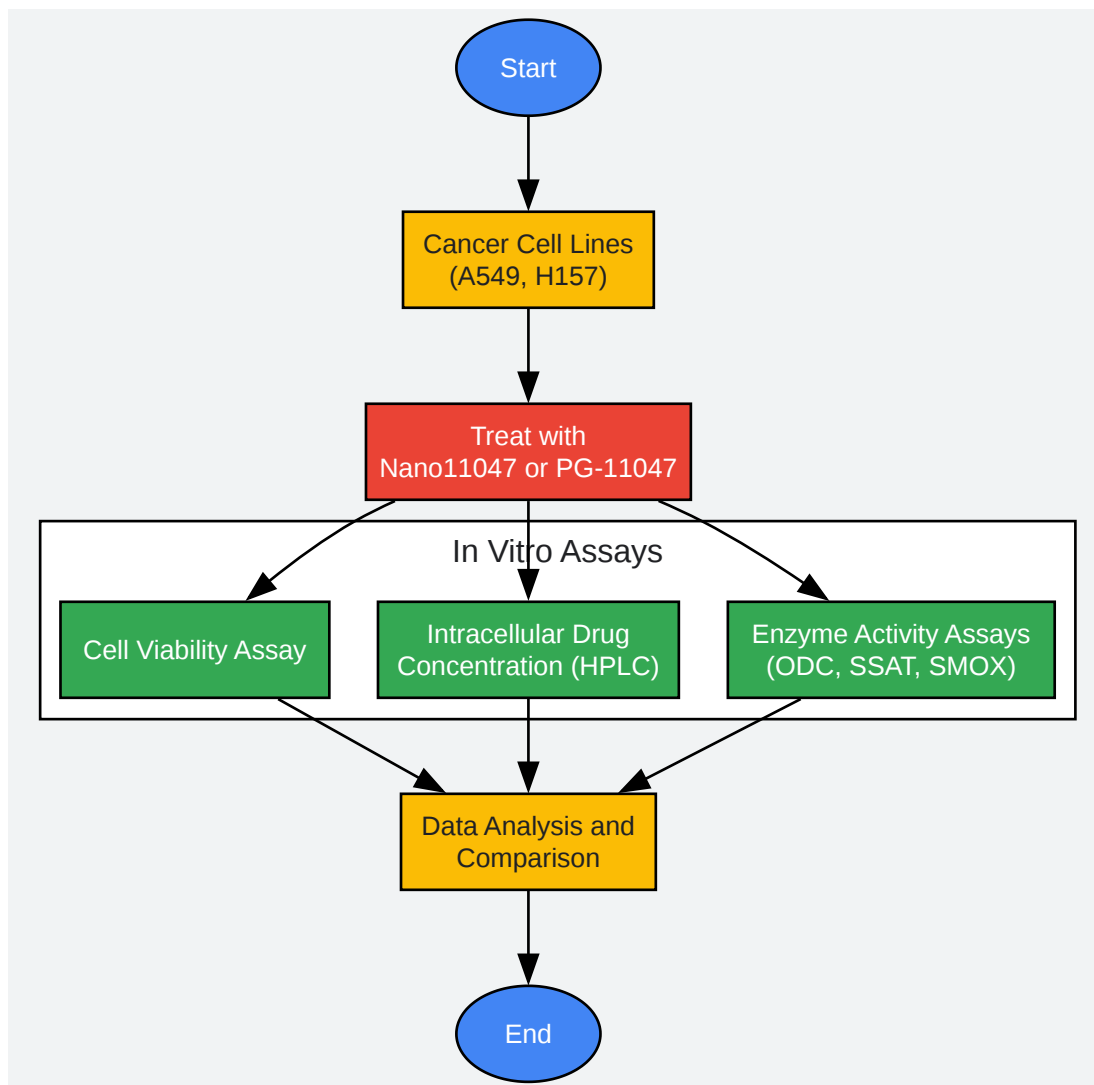 Start
Cancer Cell Lines
(A549, H157)
Treat with
Nano11047 or PG-11047
In Vitro Assays
Cell Viability Assay
Intracellular Drug
Concentration (HPLC)
Enzyme Activity Assays
(ODC, SSAT, SMOX)
Data Analysis and
Comparison
End